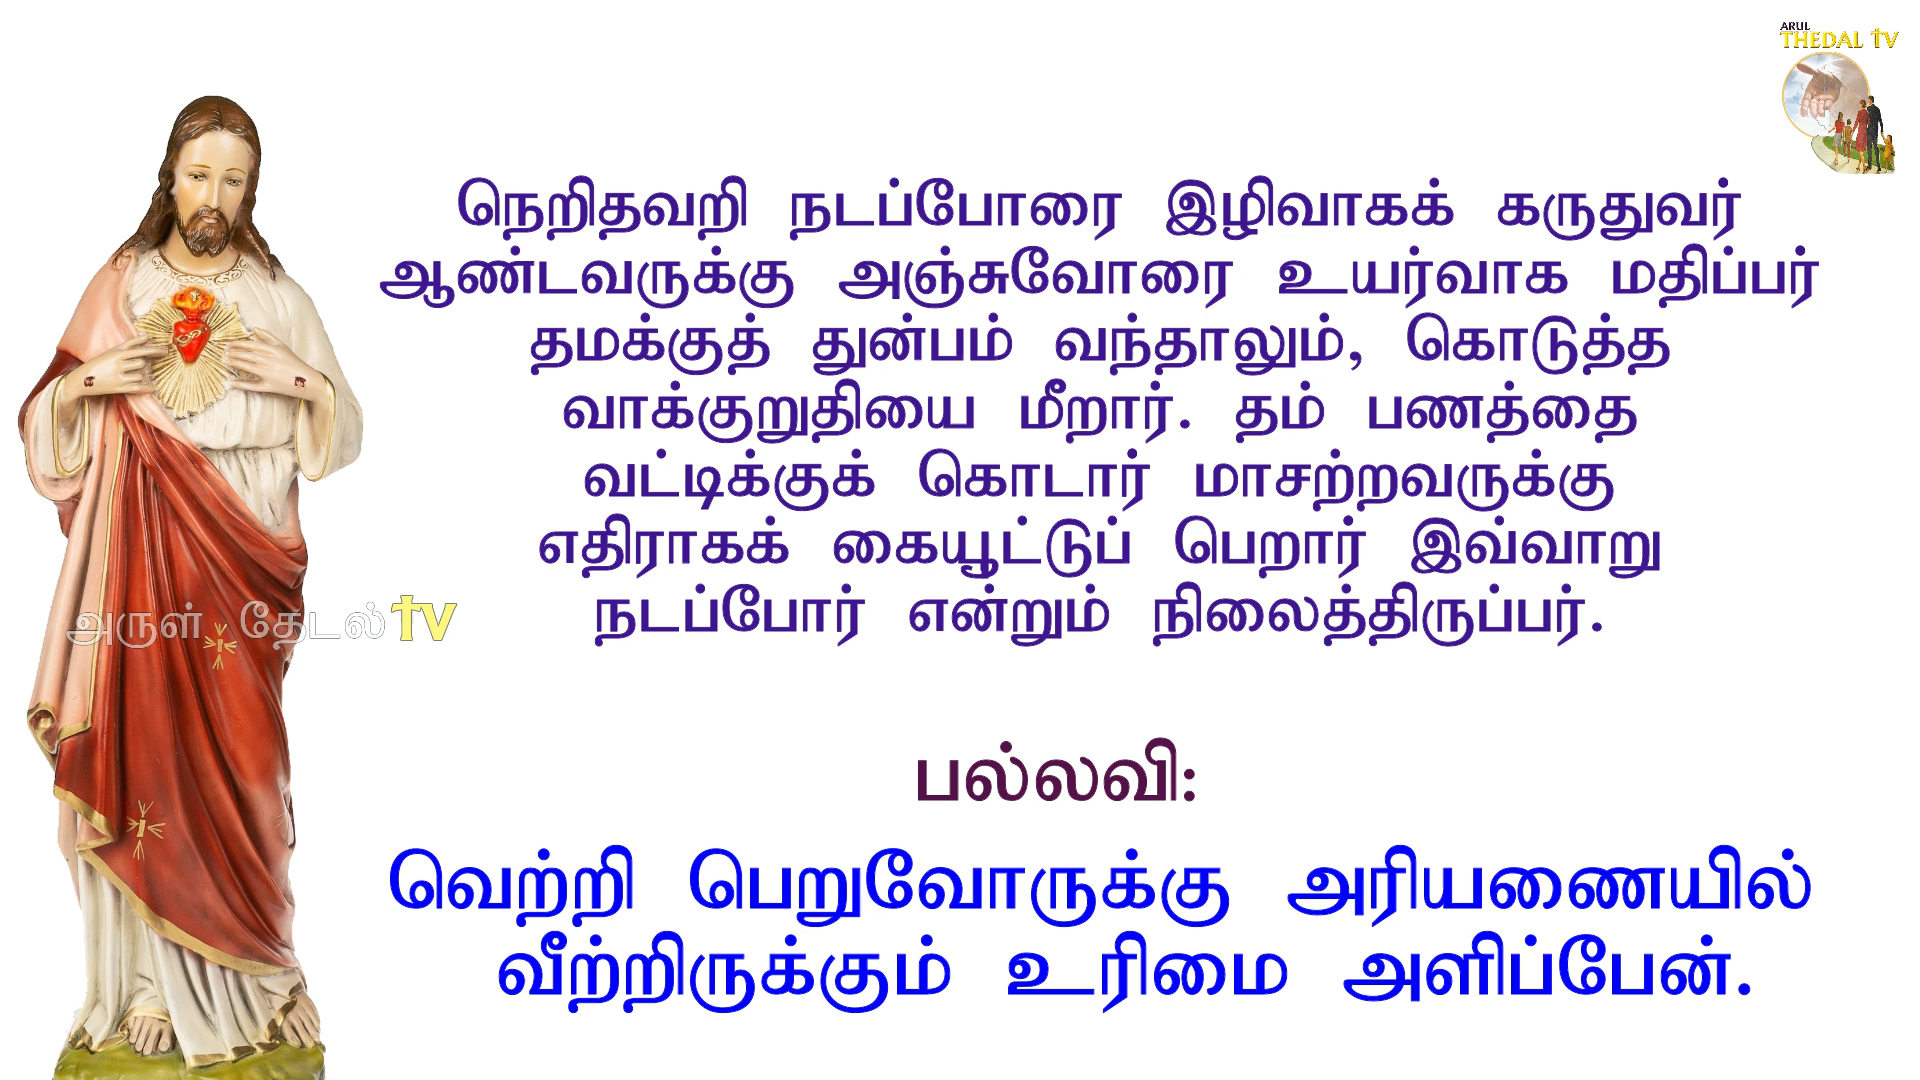 ARUL
THEDAL TV
நெறிதவறி நடப்போரை இழிவாகக் கருதுவர்
ஆண்டவருக்கு அஞ்சுவோரை உயர்வாக மதிப்பர்
தமக்குத் துன்பம் வந்தாலும், கொடுத்த
வாக்குறுதியை மீறார். தம் பணத்தை
வட்டிக்குக் கொடார் மாசற்றவருக்கு
எதிராகக் கையூட்டுப் பெறார் இவ்வாறு
நடப்போர் என்றும் நிலைத்திருப்பர்.
அருள் தேடல் TV
பல்லவி:
வெற்றி பெறுவோருக்கு அரியணையில்
வீற்றிருக்கும் உரிமை அளிப்பேன்.